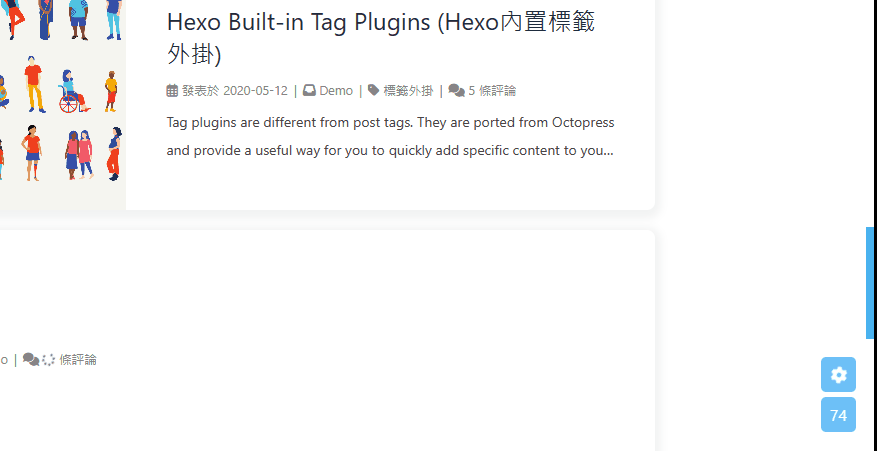 Hexo Built-in Tag Plugins (Hexo內置標籤
外掛)
發表於 2020-05-12 | Demo | 標籤外掛 | 5 條評論
Tag plugins are different from post tags. They are ported from Octopress
and provide a useful way for you to quickly add specific content to you...
o | 條評論
74